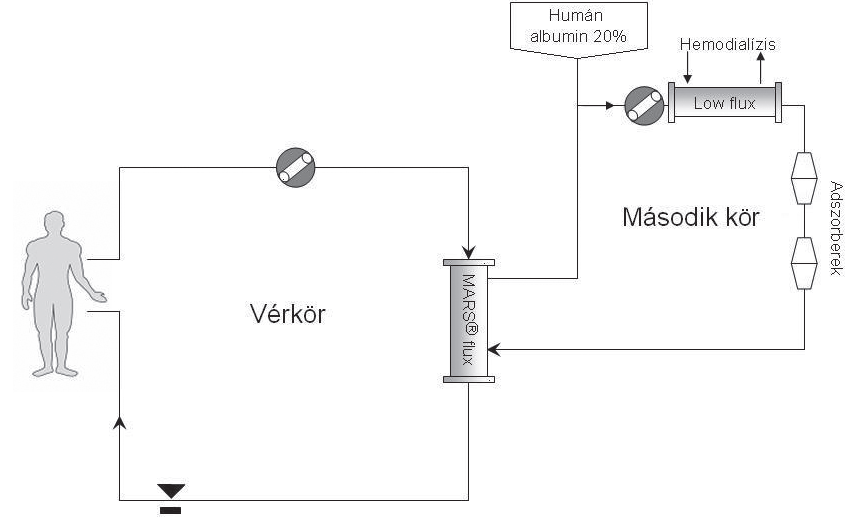 Humán
albumin 20%
Hemodialízis
Low flux
Adszorberek
Második kör
MARS® flux
Vérkör